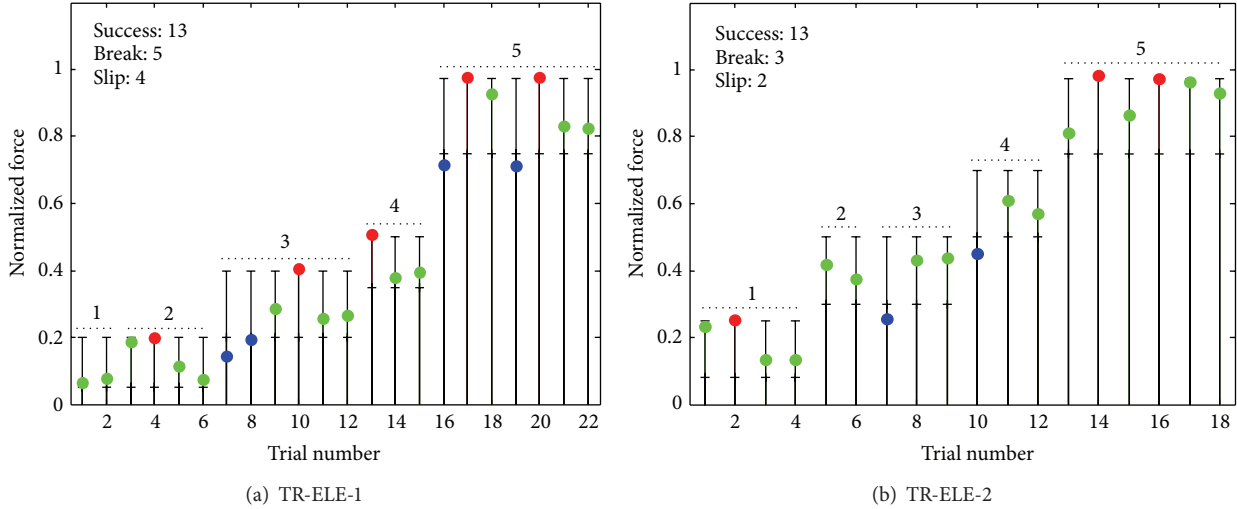 Success: 13
Break: 5
Slip: 4
1
2
3
4
5
Normalized force
1
0.8
0.6
0.4
0.2
0
2 4 6 8 10 12 14 16 18 20 22
Trial number
(a) TR-ELE-1
Success: 13
Break: 3
Slip: 2
1
2
3
4
5
Normalized force
1
0.8
0.6
0.4
0.2
0
2 4 6 8 10 12 14 16 18
Trial number
(b) TR-ELE-2